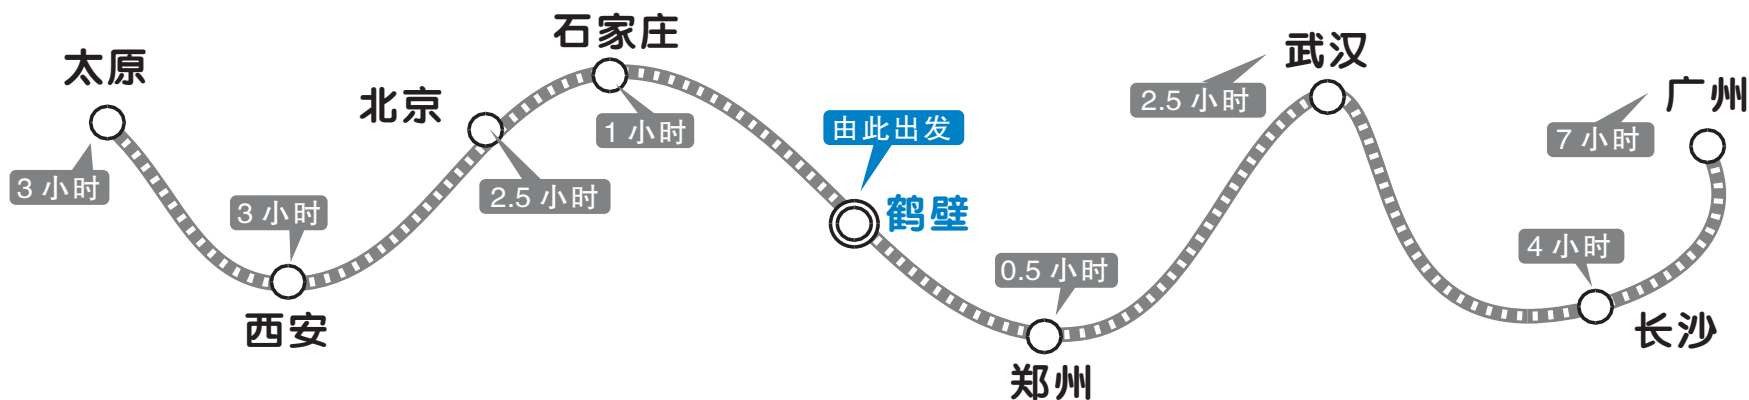 太原
3 小时
西安
3 小时
北京
2.5 小时
石家庄
1 小时
由此出发
鹤壁
郑州
0.5 小时
武汉
2.5 小时
长沙
4 小时
广州
7 小时